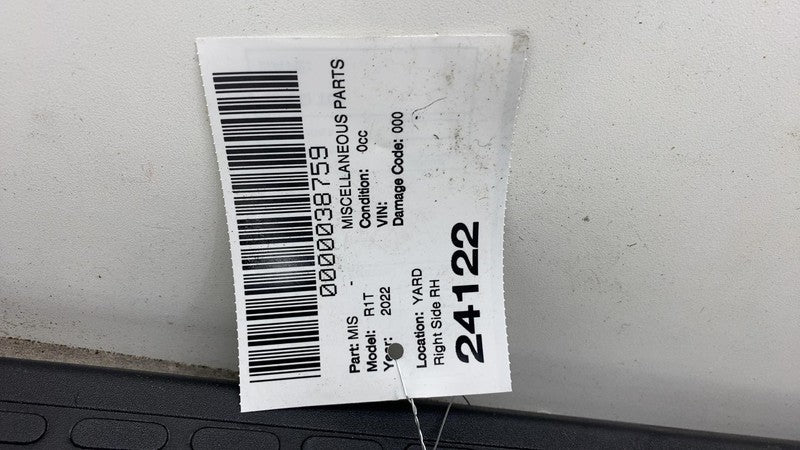 0000038759
Part: MIS - MISCELLANEOUS PARTS
Model: R1T Condition: 0cc
Year: 2022 VIN:
Damage Code: 000
Location: YARD
Right Side RH
24122